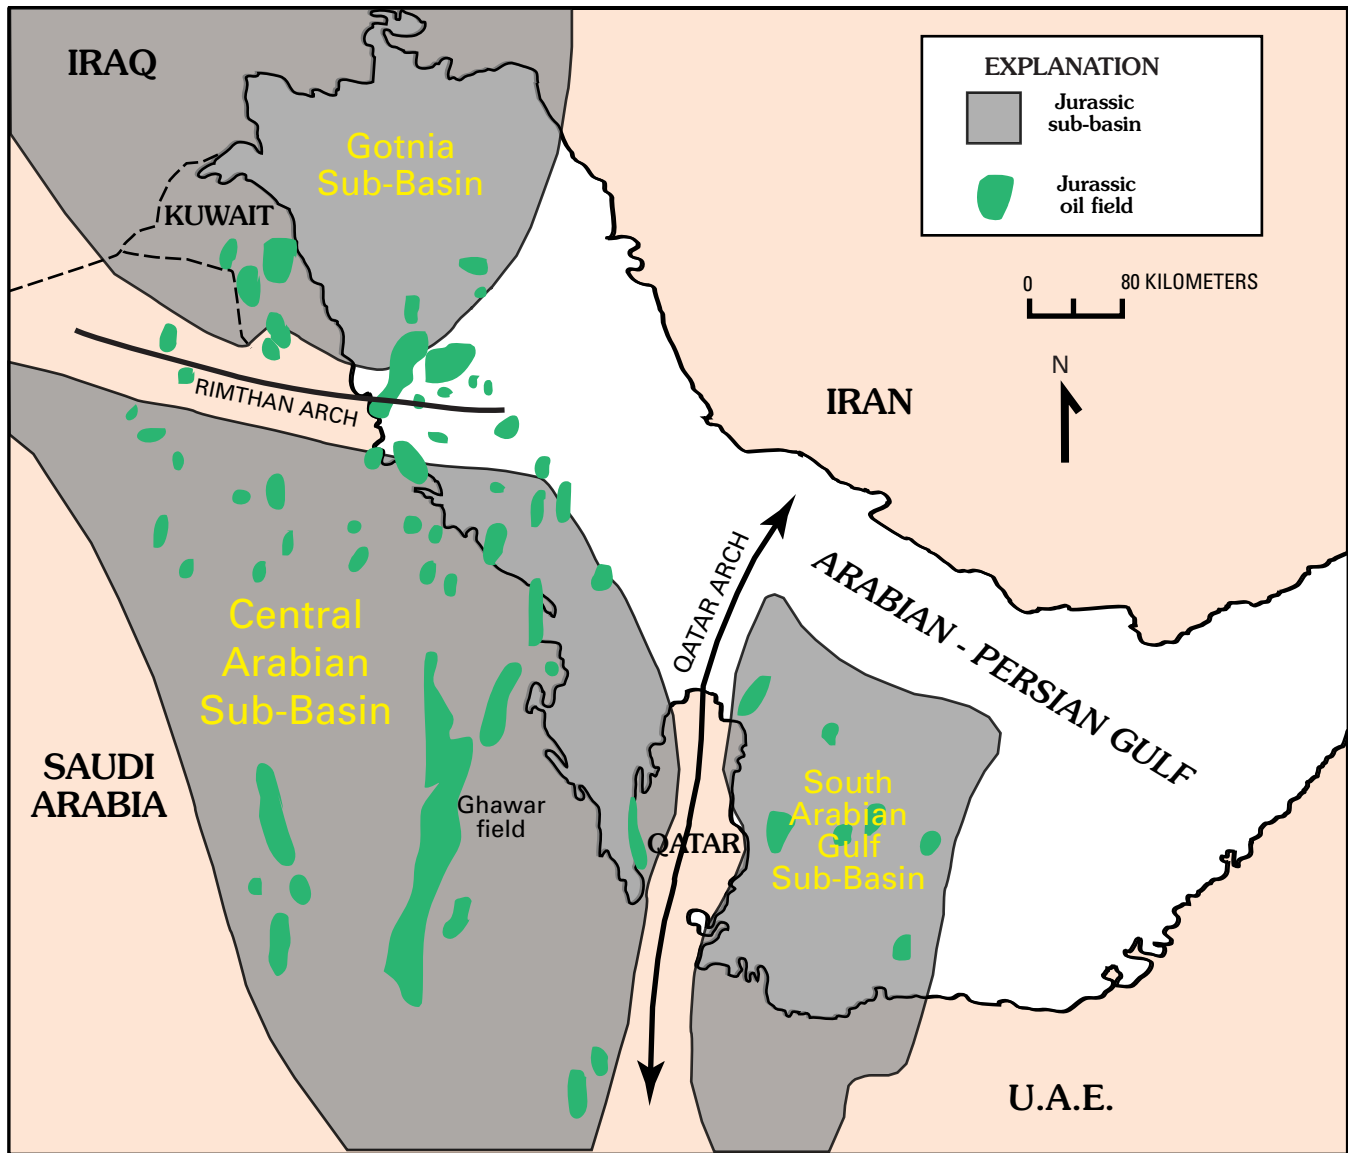 IRAQ
EXPLANATION
Jurassic
sub-basin
Jurassic
oil field
Gotnia
Sub-Basin
KUWAIT
0
80 KILOMETERS
N
RIMTHAN ARCH
IRAN
QATAR ARCH
ARABIAN - PERSIAN GULF
Central
Arabian
Sub-Basin
SAUDI
ARABIA
Ghawar
field
QATAR
South
Arabian
Gulf
Sub-Basin
U.A.E.